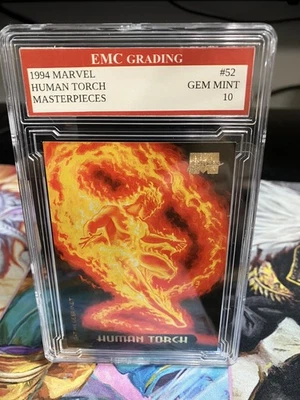 EMC GRADING
1994 MARVEL #52
HUMAN TORCH GEM MINT
MASTERPIECES 10
HUMAN TORCH